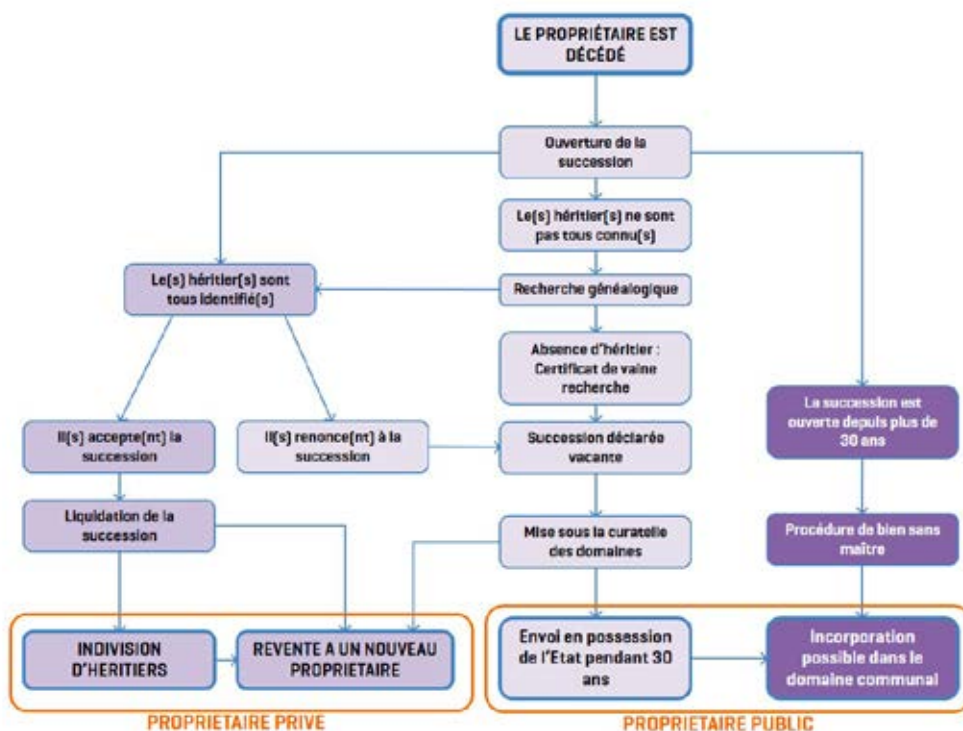 LE PROPRIÉTAIRE EST
DÉCÉDÉ
Ouverture de la
succession
Le(s) héritier(s) ne sont
pas tous connu(s)
Le(s) héritier(s) sont
tous identifié(s)
Recherche généalogique
Absence d'héritier :
Certificat de vaine
recherche
La succession est
ouverte depuis plus de
30 ans
Il(s) accepte(nt) la
succession
Il(s) renonce(nt) à la
succession
Succession déclarée
vacante
Liquidation de la
succession
Mise sous la curatelle
des domaines
Procédure de bien sans
maître
INDIVISION
D'HERITIERS
REVENTE A UN NOUVEAU
PROPRIETAIRE
Envoi en possession
de l'Etat pendant 30
ans
Incorporation
possible dans le
domaine communal
PROPRIETAIRE PRIVE
PROPRIETAIRE PUBLIC